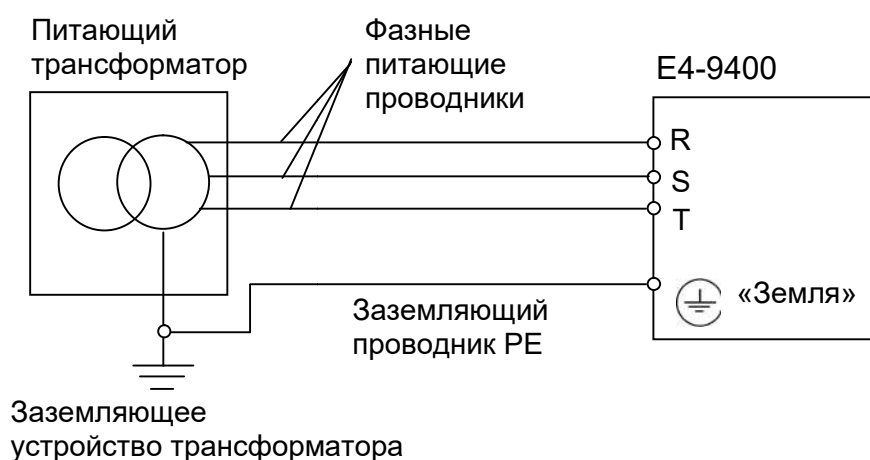 Питающий
трансформатор
Фазные
питающие
проводники
E4-9400
R
S
T
«Земля»
Заземляющий
проводник PE
Заземляющее
устройство трансформатора